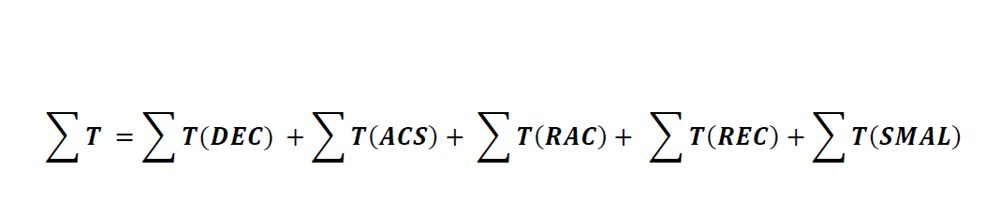 ∑ T = ∑ T(DEC) + ∑ T(ACS) + ∑ T(RAC) + ∑ T(REC) + ∑ T(SMAL)